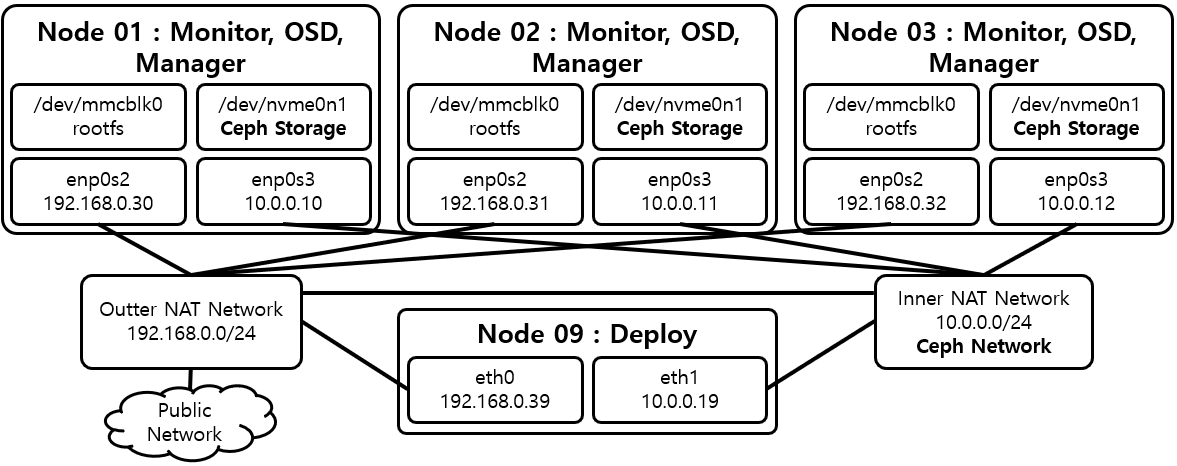 Node 01 : Monitor, OSD,
Manager
/dev/mmcblk0
rootfs
/dev/nvme0n1
Ceph Storage
enp0s2
192.168.0.30
enp0s3
10.0.0.10
Node 02 : Monitor, OSD,
Manager
/dev/mmcblk0
rootfs
/dev/nvme0n1
Ceph Storage
enp0s2
192.168.0.31
enp0s3
10.0.0.11
Node 03 : Monitor, OSD,
Manager
/dev/mmcblk0
rootfs
/dev/nvme0n1
Ceph Storage
enp0s2
192.168.0.32
enp0s3
10.0.0.12
Outter NAT Network
192.168.0.0/24
Public
Network
Node 09 : Deploy
eth0
192.168.0.39
eth1
10.0.0.19
Inner NAT Network
10.0.0.0/24
Ceph Network